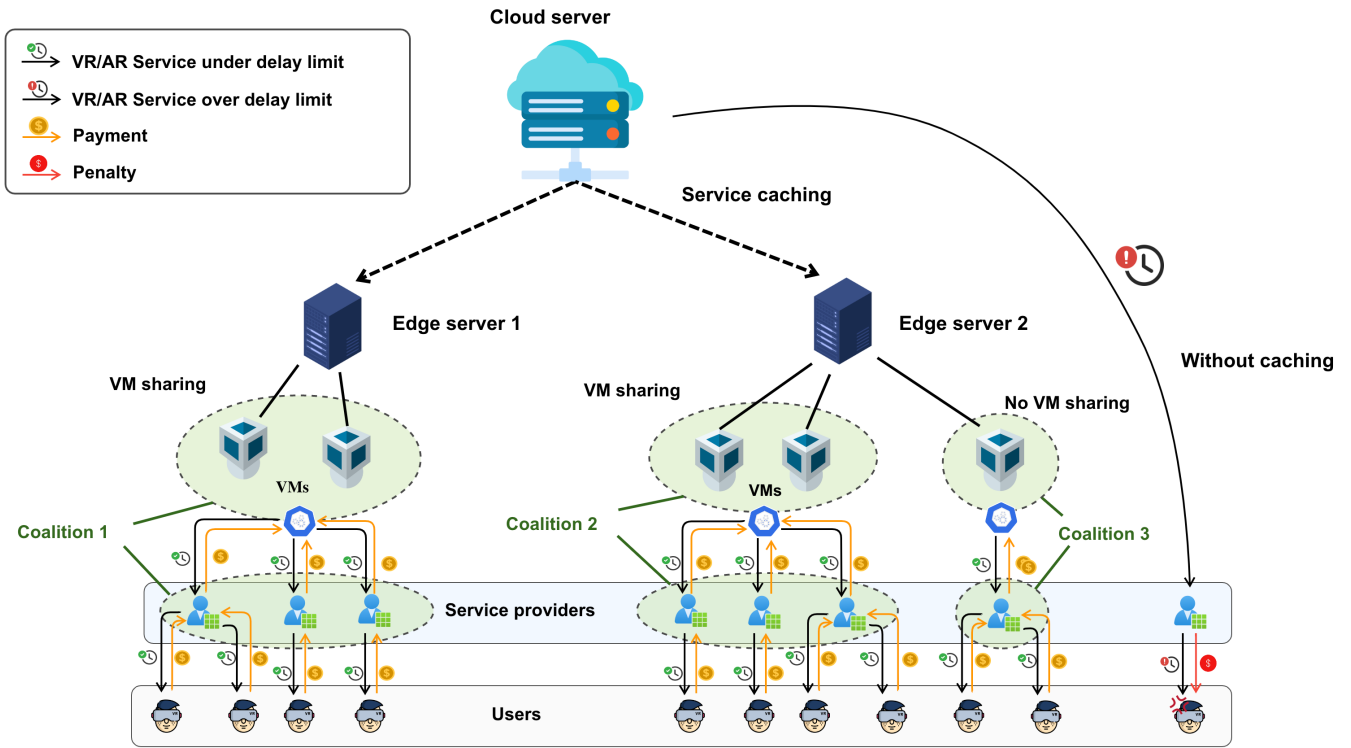 Cloud server
VR/AR Service under delay limit
VR/AR Service over delay limit
Payment
Penalty
Service caching
Edge server 1
Edge server 2
Without caching
VM sharing
VM sharing
No VM sharing
VMs
VMs
Coalition 1
Coalition 2
Coalition 3
Service providers
Users